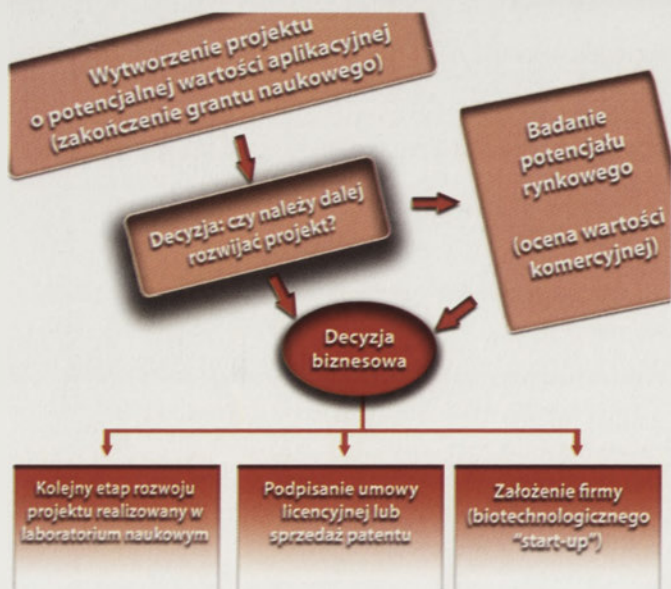 Wytworzenie projektu
o potencjalnej wartości aplikacyjnej
(zakończenie grantu naukowego)
Decyzja: czy należy dalej
rozwijać projekt?
Badanie
potencjału
rynkowego
(ocena wartości
komercyjnej)
Decyzja
biznesowa
Kolejny etap rozwoju
projektu realizowany w
laboratorium naukowym
Podpisanie umowy
licencyjnej lub
sprzedaż patentu
Założenie firmy
(biotechnologicznego
"start-up")